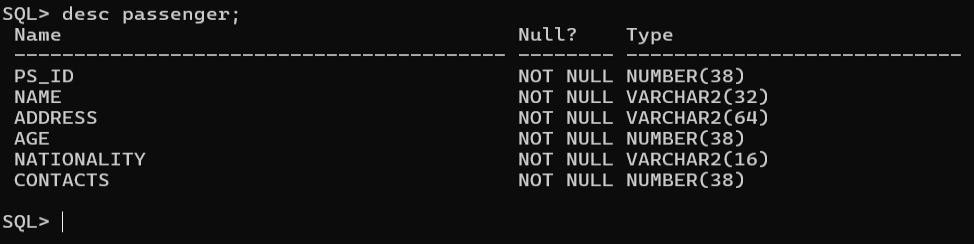 SQL> desc passenger;
Name Null? Type
----------------------------------------- -------- ----------------------------
PS_ID NOT NULL NUMBER(38)
NAME NOT NULL VARCHAR2(32)
ADDRESS NOT NULL VARCHAR2(64)
AGE NOT NULL NUMBER(38)
NATIONALITY NOT NULL VARCHAR2(16)
CONTACTS NOT NULL NUMBER(38)
SQL>